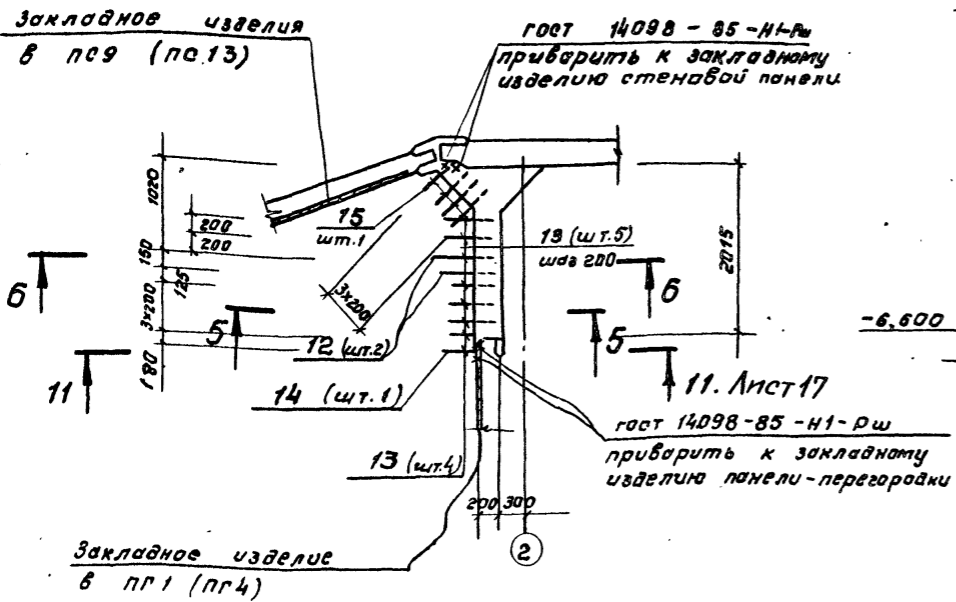 Закладное изделия
в пс9 (пс.13)
гост 14098 - 85 -Н1-Рш
приварить к закладному
изделию стеновой панели
1020
200
200
150
125
3х200
180
15
шт.1
3х200
13 (шт.5)
шаг 200
2015
6
6
5
5
-6,600
11
11. Лист 17
12 (шт.2)
14 (шт.1)
13 (шт.4)
гост 14098-85 -Н1-Рш
приварить к закладному
изделию панели-перегородки
200 300
2
Закладное изделие
в пг1 (пг4)